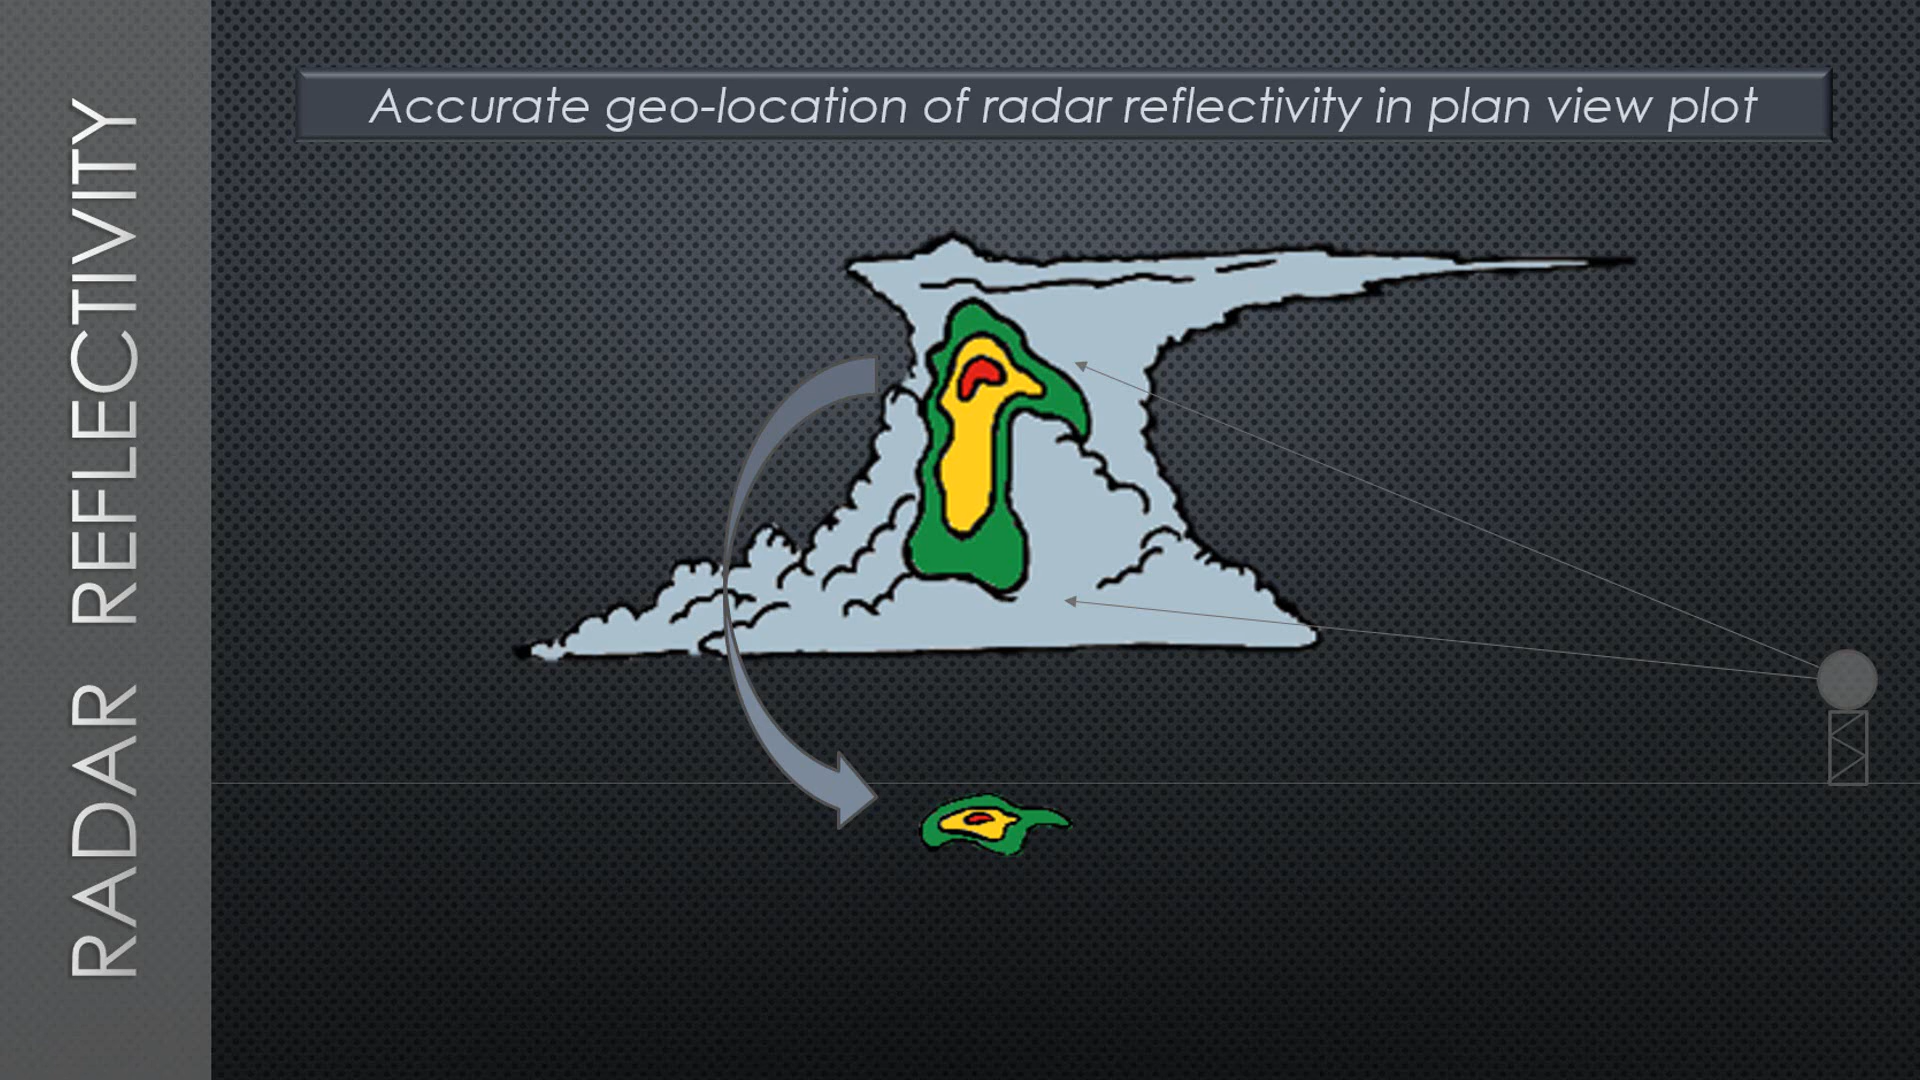 RADAR REFLECTIVITY
Accurate geo-location of radar reflectivity in plan view plot